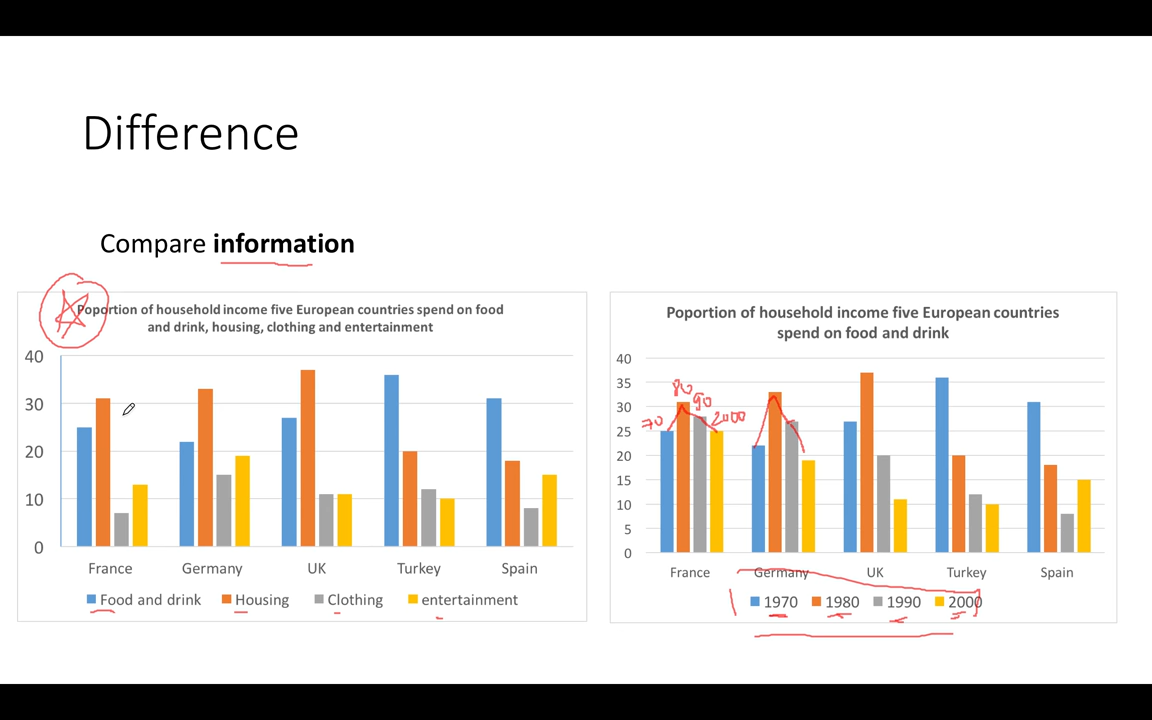 Difference
Compare information
Poportion of household income five European countries spend on food
and drink, housing, clothing and entertainment
40
30
20
10
0
France Germany UK Turkey Spain
Food and drink Housing Clothing entertainment
Poportion of household income five European countries
spend on food and drink
40
35
30
25
20
15
10
5
0
70 80 90 2000
France Germany UK Turkey Spain
1970 1980 1990 2000